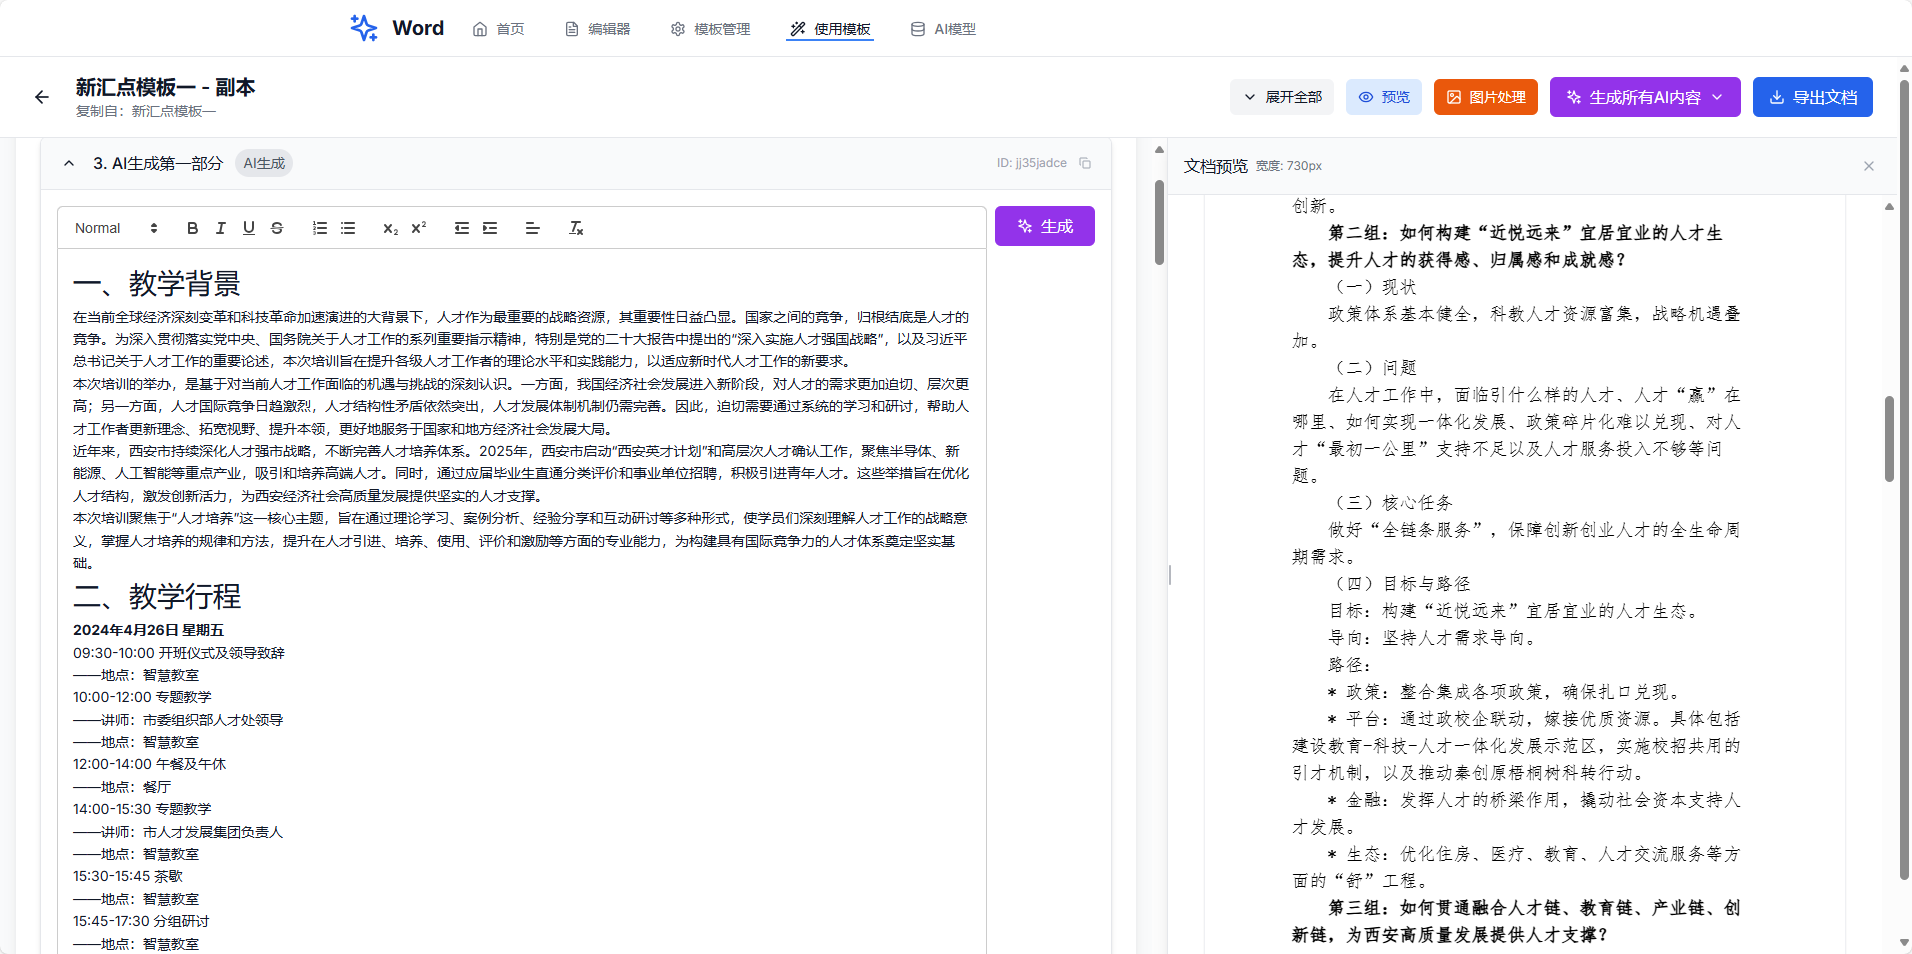 Word
首页
编辑器
模板管理
使用模板
AI模型
新汇点模板一 - 副本
复制自：新汇点模板一
展开全部
预览
图片处理
生成所有AI内容
导出文档
3. AI生成第一部分
AI生成
ID: jj35jadce
Normal
生成
一、教学背景
在当前全球经济深刻变革和科技革命加速演进的大背景下，人才作为最重要的战略资源，其重要性日益凸显。国家之间的竞争，归根结底是人才的
竞争。为深入贯彻落实党中央、国务院关于人才工作的系列重要指示精神，特别是党的二十大报告中提出的“深入实施人才强国战略”，以及习近平
总书记关于人才工作的重要论述，本次培训旨在提升各级人才工作者的理论水平和实践能力，以适应新时代人才工作的新要求。
本次培训的举办，是基于对当前人才工作面临的机遇与挑战的深刻认识。一方面，我国经济社会发展进入新阶段，对人才的需求更加迫切、层次更
高；另一方面，人才国际竞争日趋激烈，人才结构性矛盾依然突出，人才发展体制机制仍需完善。因此，迫切需要通过系统的学习和研讨，帮助人
才工作者更新理念、拓宽视野、提升本领，更好地服务于国家和地方经济社会发展大局。
近年来，西安市持续深化人才强市战略，不断完善人才培养体系。2025年，西安市启动“西安英才计划”和高层次人才确认工作，聚焦半导体、新
能源、人工智能等重点产业，吸引和培养高端人才。同时，通过应届毕业生直通分类评价和事业单位招聘，积极引进青年人才。这些举措旨在优化
人才结构，激发创新活力，为西安经济社会高质量发展提供坚实的人才支撑。
本次培训聚焦于“人才培养”这一核心主题，旨在通过理论学习、案例分析、经验分享和互动研讨等多种形式，使学员们深刻理解人才工作的战略意
义，掌握人才培养的规律和方法，提升在人才引进、培养、使用、评价和激励等方面的专业能力，为构建具有国际竞争力的人才体系奠定坚实基
础。
二、教学行程
2024年4月26日 星期五
09:30-10:00 开班仪式及领导致辞
——地点：智慧教室
10:00-12:00 专题教学
——讲师：市委组织部人才处领导
——地点：智慧教室
12:00-14:00 午餐及午休
——地点：餐厅
14:00-15:30 专题教学
——讲师：市人才发展集团负责人
——地点：智慧教室
15:30-15:45 茶歇
——地点：智慧教室
15:45-17:30 分组研讨
——地点：智慧教室
文档预览
宽度: 730px
创新。
第二组：如何构建“近悦远来”宜居宜业的人才生
态，提升人才的获得感、归属感和成就感？
（一）现状
政策体系基本健全，科教人才资源富集，战略机遇叠
加。
（二）问题
在人才工作中，面临引什么样的人才、人才“赢”在
哪里、如何实现一体化发展、政策碎片化难以兑现、对人
才“最初一公里”支持不足以及人才服务投入不够等问
题。
（三）核心任务
做好“全链条服务”，保障创新创业人才的全生命周
期需求。
（四）目标与路径
目标：构建“近悦远来”宜居宜业的人才生态。
导向：坚持人才需求导向。
路径：
* 政策：整合集成各项政策，确保扎口兑现。
* 平台：通过政校企联动，嫁接优质资源。具体包括
建设教育-科技-人才一体化发展示范区，实施校招共用的
引才机制，以及推动秦创原梧桐树科转行动。
* 金融：发挥人才的桥梁作用，撬动社会资本支持人
才发展。
* 生态：优化住房、医疗、教育、人才交流服务等方
面的“舒”工程。
第三组：如何贯通融合人才链、教育链、产业链、创
新链，为西安高质量发展提供人才支撑？